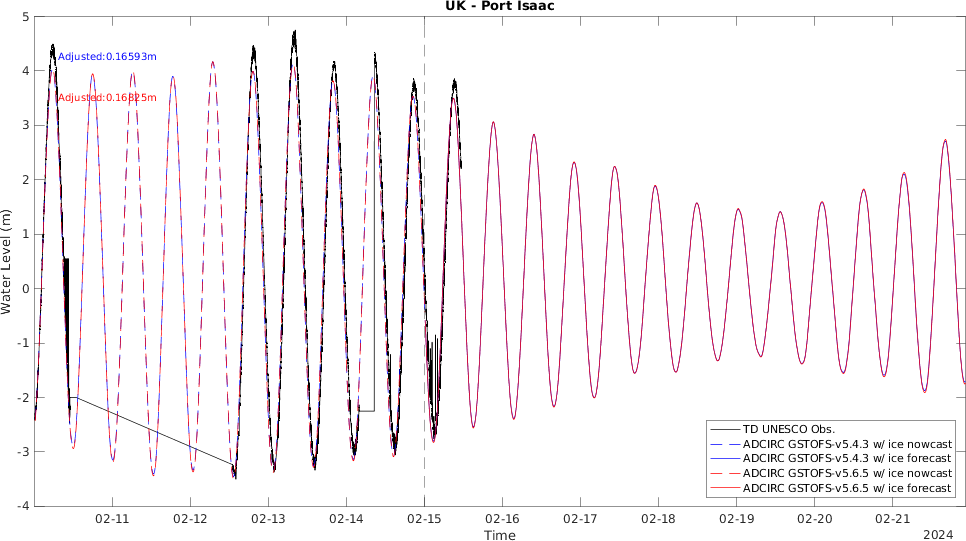 UK - Port Isaac
5
4
3
2
1
0
-1
-2
-3
-4
Water Level (m)
Adjusted:0.16593m
Adjusted:0.16825m
TD UNESCO Obs.
ADCIRC GSTOFS-v5.4.3 w/ ice nowcast
ADCIRC GSTOFS-v5.4.3 w/ ice forecast
ADCIRC GSTOFS-v5.6.5 w/ ice nowcast
ADCIRC GSTOFS-v5.6.5 w/ ice forecast
02-11 02-12 02-13 02-14 02-15 02-16 02-17 02-18 02-19 02-20 02-21
Time
2024